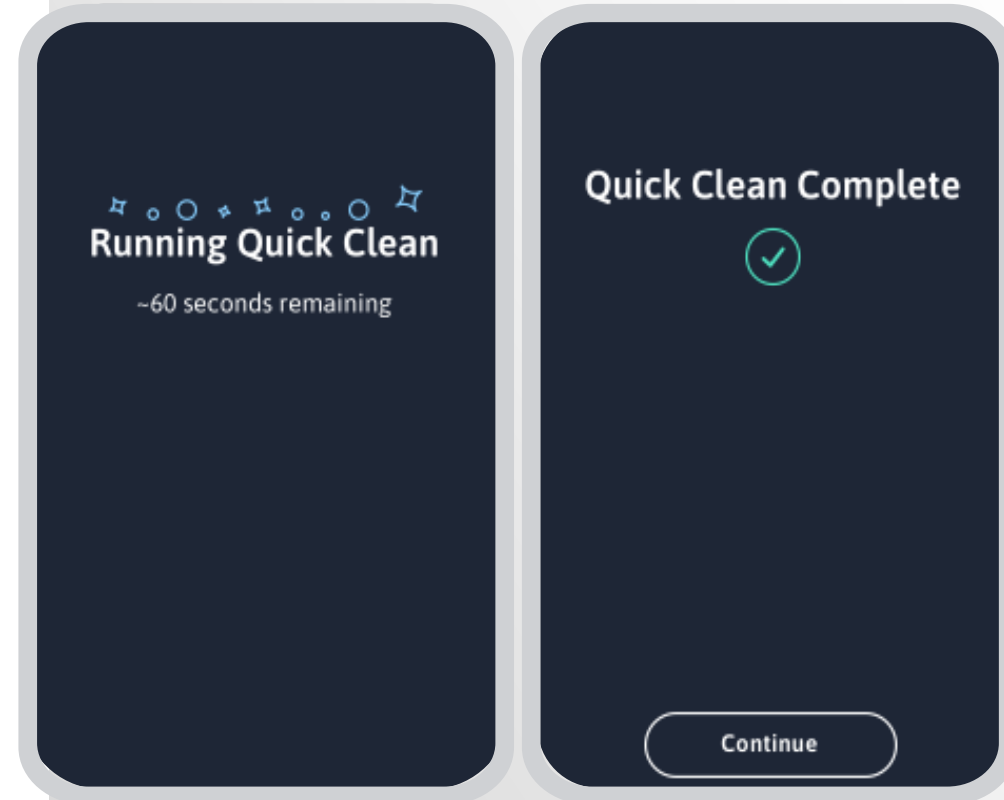 Running Quick Clean
~60 seconds remaining
Quick Clean Complete
Continue